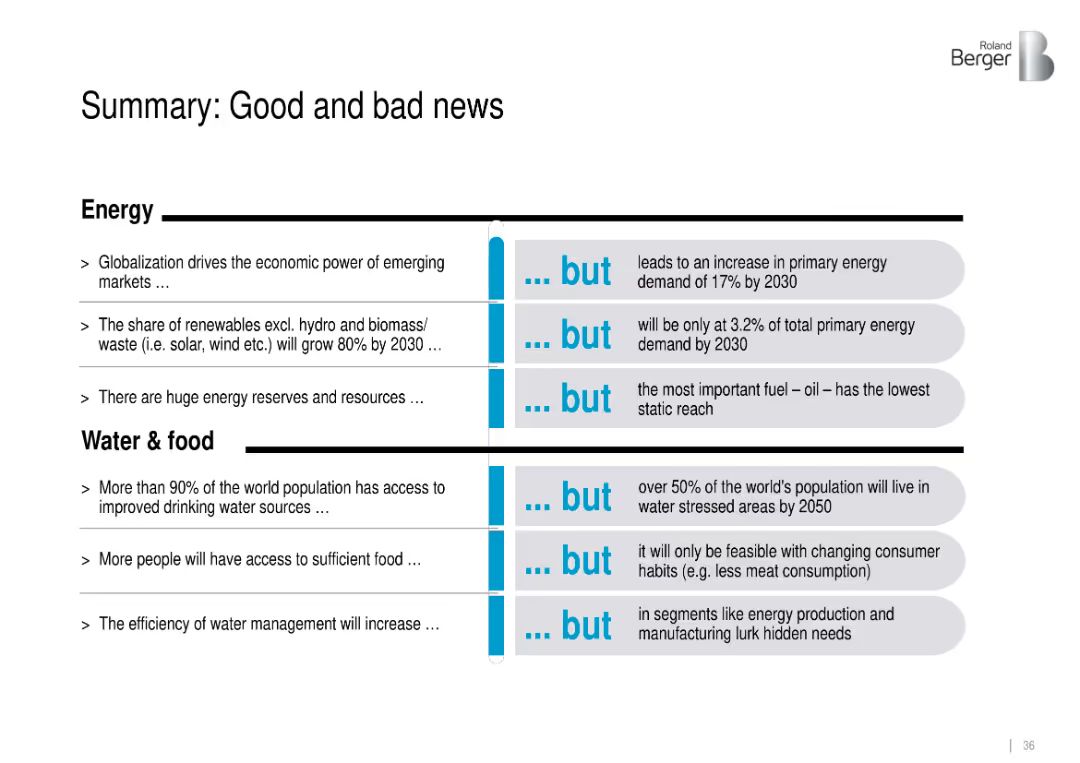 Roland
Berger
Summary: Good and bad news
Energy
> Globalization drives the economic power of emerging
markets …
... but
leads to an increase in primary energy
demand of 17% by 2030
> The share of renewables excl. hydro and biomass/
waste (i.e. solar, wind etc.) will grow 80% by 2030 …
... but
will be only at 3.2% of total primary energy
demand by 2030
> There are huge energy reserves and resources …
... but
the most important fuel – oil – has the lowest
static reach
Water & food
> More than 90% of the world population has access to
improved drinking water sources …
... but
over 50% of the world's population will live in
water stressed areas by 2050
> More people will have access to sufficient food …
... but
it will only be feasible with changing consumer
habits (e.g. less meat consumption)
> The efficiency of water management will increase …
... but
in segments like energy production and
manufacturing lurk hidden needs
36